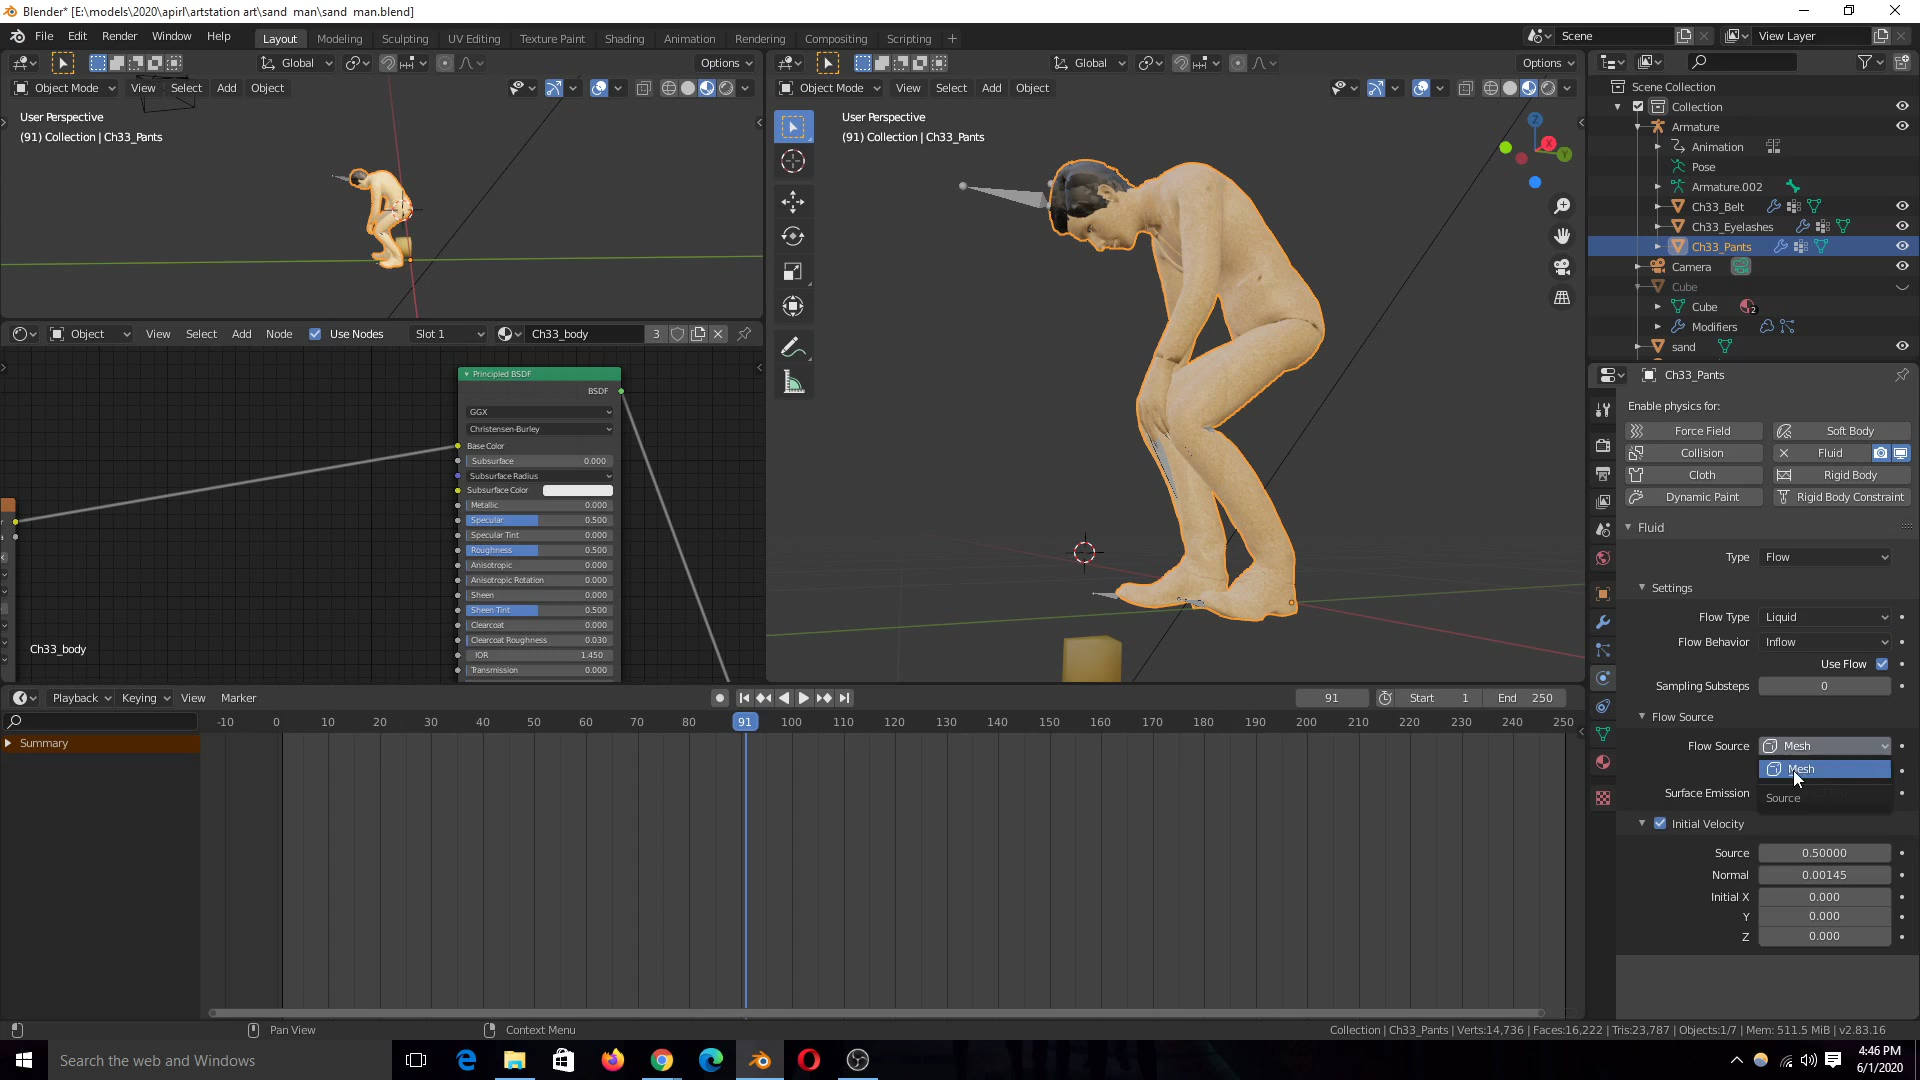 Blender* [E:\models\2020\apirl\artstation art\sand  man\sand  man.blend]
File Edit Render Window Help Layout Modeling Sculpting UV Editing Texture Paint Shading Animation Rendering Compositing Scripting + Scene View Layer
Global Options
Object Mode View Select Add Object
User Perspective
(91) Collection | Ch33_Pants
Object View Select Add Node Use Nodes Slot 1 Ch33_body 3
Principled BSDF
BSDF
GGX
Christensen-Burley
Base Color
Subsurface 0.000
Subsurface Radius
Subsurface Color
Metallic 0.000
Specular 0.500
Specular Tint 0.000
Roughness 0.500
Anisotropic 0.000
Anisotropic Rotation 0.000
Sheen 0.000
Sheen Tint 0.500
Clearcoat 0.000
Clearcoat Roughness 0.030
IOR 1.450
Transmission 0.000
Ch33_body
Global Options
Object Mode View Select Add Object
User Perspective
(91) Collection | Ch33_Pants
Z
X
Y
Scene Collection
Collection
Armature
Animation
Pose
Armature.002
Ch33_Belt
Ch33_Eyelashes
Ch33_Pants
Camera
Cube
Cube 2
Modifiers
sand
Ch33_Pants
Enable physics for:
Force Field Soft Body
Collision Fluid
Cloth Rigid Body
Dynamic Paint Rigid Body Constraint
Fluid
Type Flow
Settings
Flow Type Liquid
Flow Behavior Inflow
Use Flow
Sampling Substeps 0
Flow Source
Flow Source Mesh
Mesh
Surface Emission
Source
Initial Velocity
Source 0.50000
Normal 0.00145
Initial X 0.000
Y 0.000
Z 0.000
Playback Keying View Marker 91 Start 1 End 250
-10 0 10 20 30 40 50 60 70 80 91 100 110 120 130 140 150 160 170 180 190 200 210 220 230 240 250
Summary
Pan View Context Menu Collection | Ch33_Pants | Verts:14,736 | Faces:16,222 | Tris:23,787 | Objects:1/7 | Mem: 511.5 MiB | v2.83.16
Search the web and Windows
4:46 PM
6/1/2020